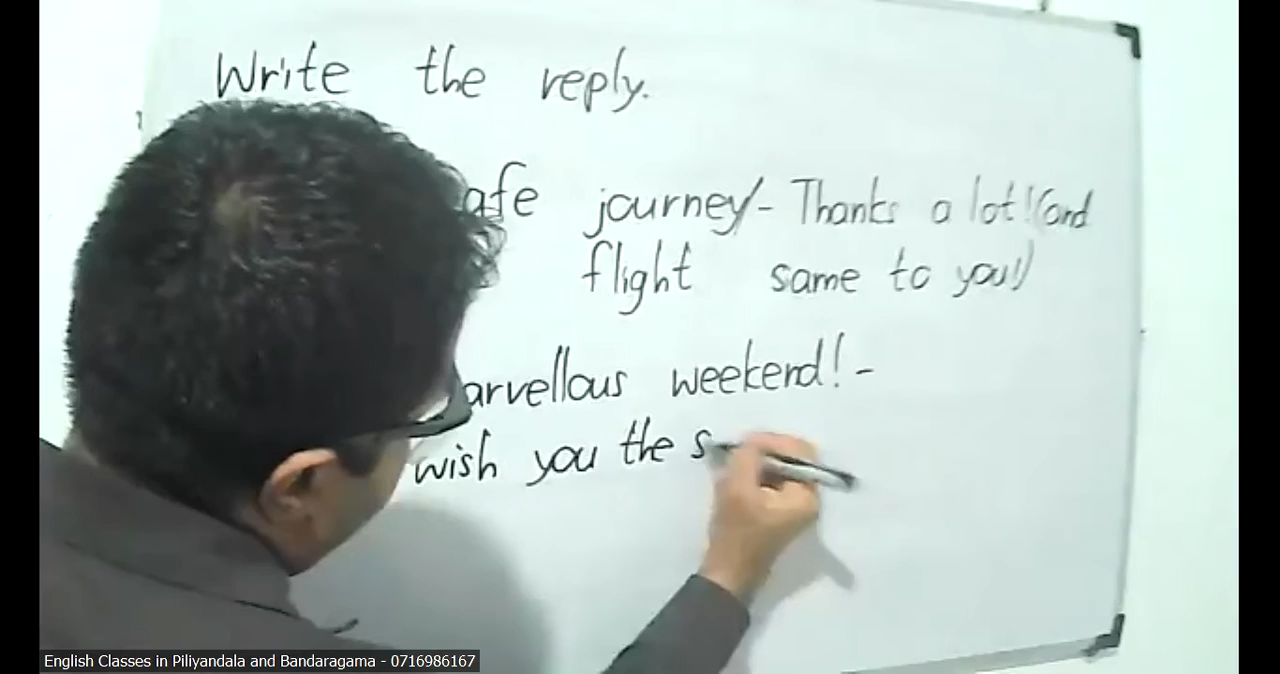 Write the reply.
afe journey/- Thanks a lot! (and
flight same to you!)
arvellous weekend! -
wish you the s
English Classes in Piliyandala and Bandaragama - 0716986167